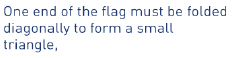 One end of the flag must be folded
diagonally to form a small
triangle,